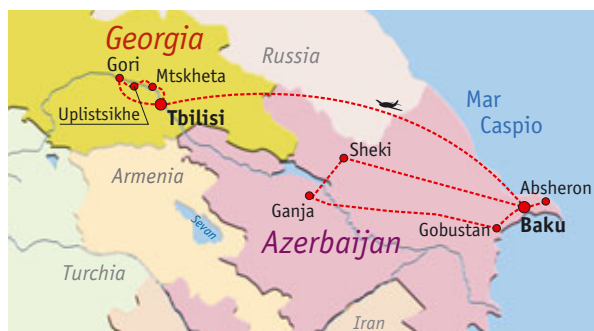 Georgia
Russia
Gori
Mtskheta
Uplistsikhe
Tbilisi
Mar
Caspio
Sheki
Armenia
Absheron
Ganja
Sevan
Gobustan
Baku
Azerbaijan
Turchia
Iran